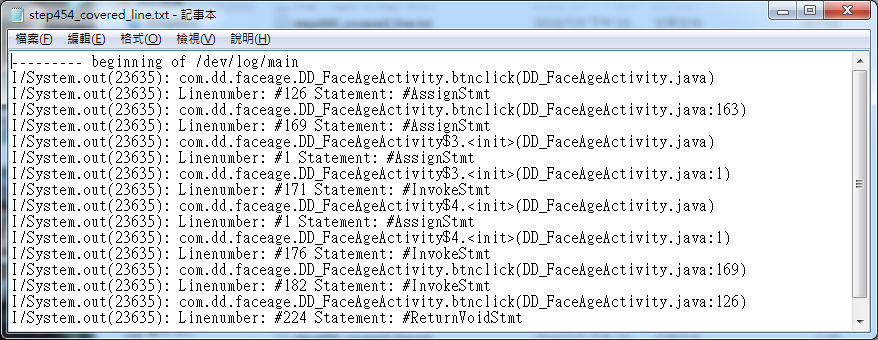 step454_covered_line.txt - 記事本
檔案(F) 編輯(E) 格式(O) 檢視(V) 說明(H)
--------- beginning of /dev/log/main
I/System.out(23635): com.dd.faceage.DD_FaceAgeActivity.btnclick(DD_FaceAgeActivity.java)
I/System.out(23635): Linenumber: #126 Statement: #AssignStmt
I/System.out(23635): com.dd.faceage.DD_FaceAgeActivity.btnclick(DD_FaceAgeActivity.java:163)
I/System.out(23635): Linenumber: #169 Statement: #AssignStmt
I/System.out(23635): com.dd.faceage.DD_FaceAgeActivity$3.<init>(DD_FaceAgeActivity.java)
I/System.out(23635): Linenumber: #1 Statement: #AssignStmt
I/System.out(23635): com.dd.faceage.DD_FaceAgeActivity$3.<init>(DD_FaceAgeActivity.java:1)
I/System.out(23635): Linenumber: #171 Statement: #InvokeStmt
I/System.out(23635): com.dd.faceage.DD_FaceAgeActivity$4.<init>(DD_FaceAgeActivity.java)
I/System.out(23635): Linenumber: #1 Statement: #AssignStmt
I/System.out(23635): com.dd.faceage.DD_FaceAgeActivity$4.<init>(DD_FaceAgeActivity.java:1)
I/System.out(23635): Linenumber: #176 Statement: #InvokeStmt
I/System.out(23635): com.dd.faceage.DD_FaceAgeActivity.btnclick(DD_FaceAgeActivity.java:169)
I/System.out(23635): Linenumber: #182 Statement: #InvokeStmt
I/System.out(23635): com.dd.faceage.DD_FaceAgeActivity.btnclick(DD_FaceAgeActivity.java:126)
I/System.out(23635): Linenumber: #224 Statement: #ReturnVoidStmt